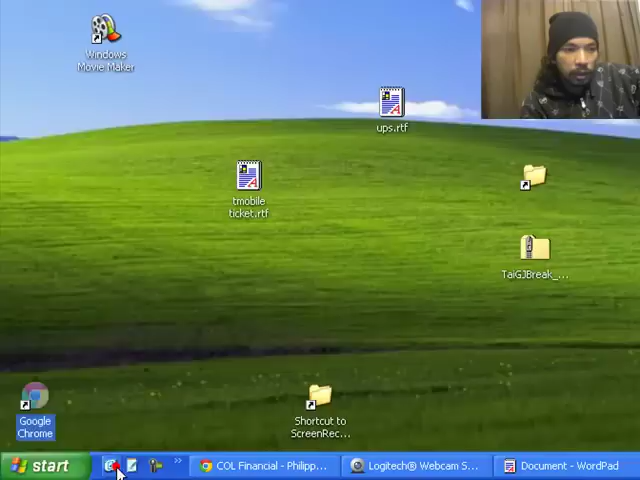 Windows
Movie Maker
ups.rtf
tmobile
ticket.rtf
TaiGJBreak_...
Google
Chrome
Shortcut to
ScreenRec...
start
COL Financial - Philipp...
Logitech® Webcam S...
Document - WordPad